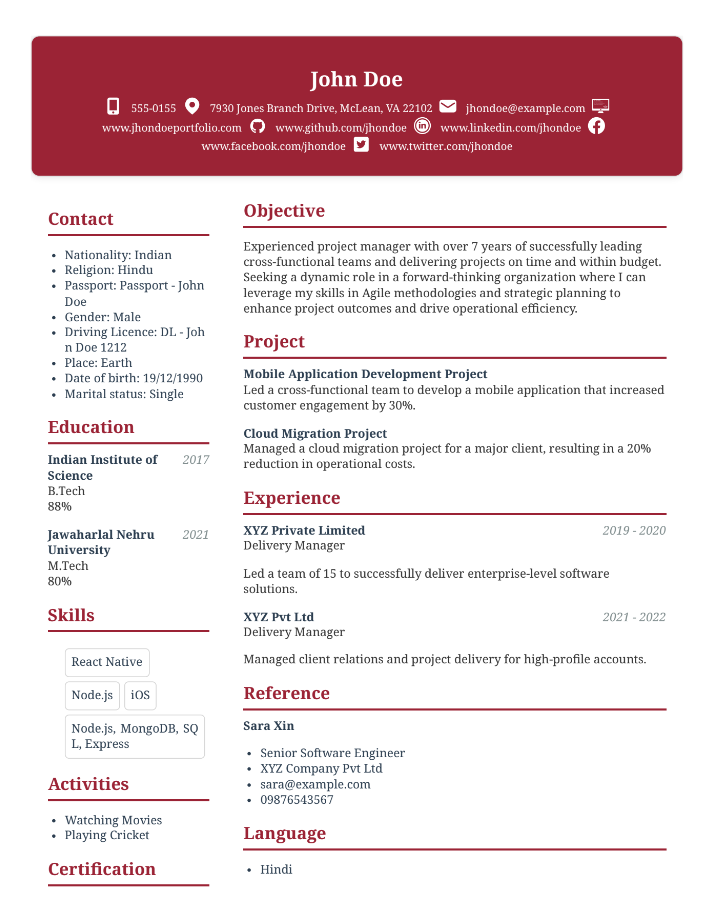 John Doe
555-0155 7930 Jones Branch Drive, McLean, VA 22102 jhondoe@example.com
www.jhondoeportfolio.com www.github.com/jhondoe www.linkedin.com/jhondoe
www.facebook.com/jhondoe www.twitter.com/jhondoe
Contact
• Nationality: Indian
• Religion: Hindu
• Passport: Passport - John
Doe
• Gender: Male
• Driving Licence: DL - Joh
n Doe 1212
• Place: Earth
• Date of birth: 19/12/1990
• Marital status: Single
Education
Indian Institute of 2017
Science
B.Tech
88%
Jawaharlal Nehru 2021
University
M.Tech
80%
Skills
React Native
Node.js iOS
Node.js, MongoDB, SQ
L, Express
Activities
• Watching Movies
• Playing Cricket
Certification
Objective
Experienced project manager with over 7 years of successfully leading
cross-functional teams and delivering projects on time and within budget.
Seeking a dynamic role in a forward-thinking organization where I can
leverage my skills in Agile methodologies and strategic planning to
enhance project outcomes and drive operational efficiency.
Project
Mobile Application Development Project
Led a cross-functional team to develop a mobile application that increased
customer engagement by 30%.
Cloud Migration Project
Managed a cloud migration project for a major client, resulting in a 20%
reduction in operational costs.
Experience
XYZ Private Limited 2019 - 2020
Delivery Manager
Led a team of 15 to successfully deliver enterprise-level software
solutions.
XYZ Pvt Ltd 2021 - 2022
Delivery Manager
Managed client relations and project delivery for high-profile accounts.
Reference
Sara Xin
• Senior Software Engineer
• XYZ Company Pvt Ltd
• sara@example.com
• 09876543567
Language
• Hindi